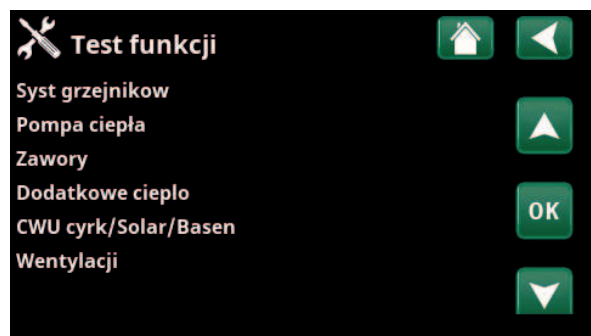 Test funkcji
Syst grzejnikow
Pompa ciepła
Zawory
Dodatkowe cieplo
CWU cyrk/Solar/Basen
Wentylacji
OK